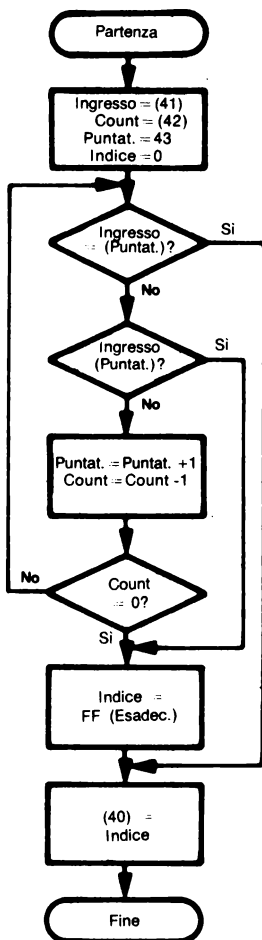 Partenza
Ingresso = (41)
Count = (42)
Puntat. = 43
Indice = 0
Ingresso
= (Puntat.)?
Si
No
Ingresso
(Puntat.)?
Si
No
Puntat. = Puntat. +1
Count = Count -1
No
Count
= 0?
Si
Indice =
FF (Esadec.)
(40) =
Indice
Fine